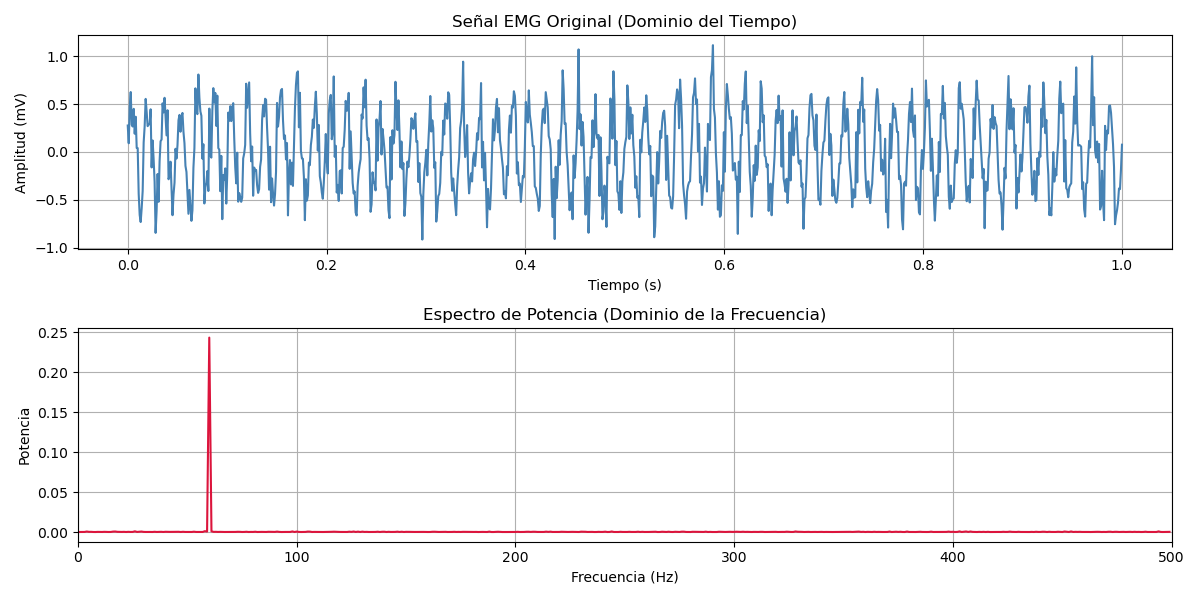 Señal EMG Original (Dominio del Tiempo)
Amplitud (mV)
1.0
0.5
0.0
−0.5
−1.0
0.0 0.2 0.4 0.6 0.8 1.0
Tiempo (s)
Espectro de Potencia (Dominio de la Frecuencia)
Potencia
0.25
0.20
0.15
0.10
0.05
0.00
0 100 200 300 400 500
Frecuencia (Hz)